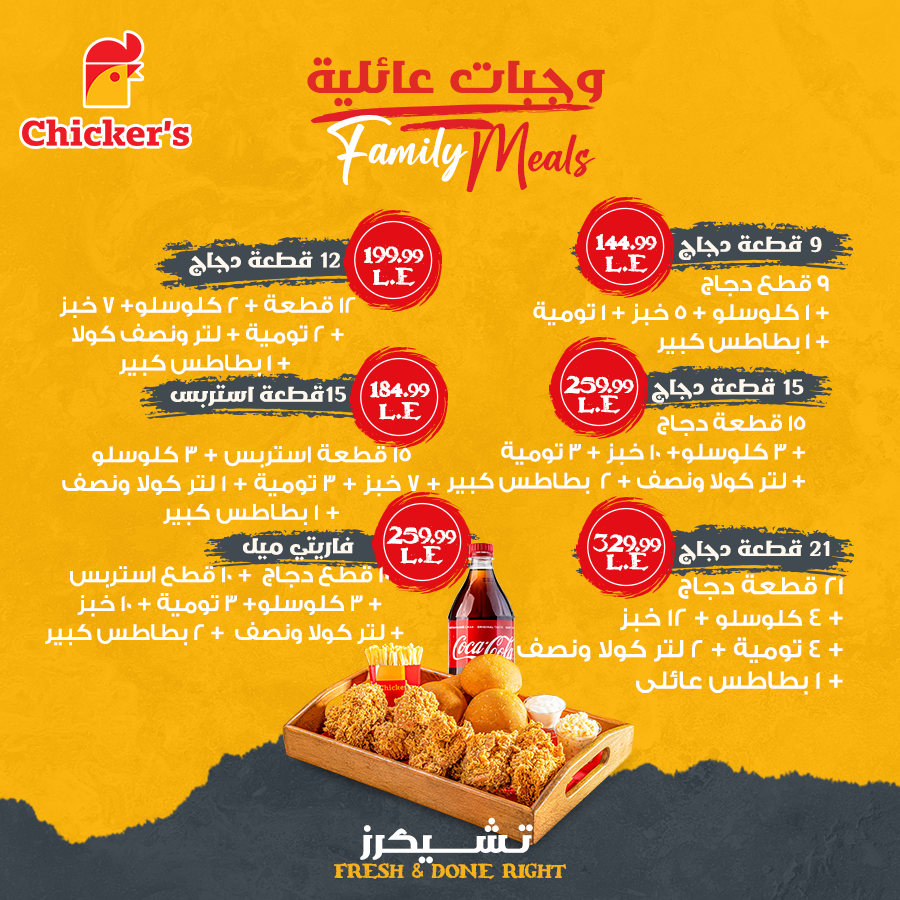 Chicker's
وجبات عائلية
Family Meals
9 قطعة دجاج
144.99
L.E
٩ قطع دجاج
+ ١ كلوسلو + ٥ خبز + ١ تومية
+ ١ بطاطس كبير
12 قطعة دجاج
199.99
L.E
١٢ قطعة + ٢ كلوسلو+ ٧ خبز
+ ٢ تومية + لتر ونصف كولا
+ ١ بطاطس كبير
15 قطعة دجاج
259.99
L.E
١٥ قطعة دجاج
+ ٣ كلوسلو+ ١٠ خبز + ٣ تومية
+ لتر كولا ونصف + ٢ بطاطس كبير
15قطعة استربس
184.99
L.E
١٥ قطعة استربس + ٣ كلوسلو
+ ٧ خبز + ٣ تومية + ١ لتر كولا ونصف
+ ١ بطاطس كبير
21 قطعة دجاج
329.99
L.E
٢١ قطعة دجاج
+ ٤ كلوسلو + ١٢ خبز
+ ٤ تومية + ٢ لتر كولا ونصف
+ ١ بطاطس عائلى
فاريتي ميل
259.99
L.E
١٠ قطع دجاج + ١٠ قطع استربس
+ ٣ كلوسلو+ ٣ تومية + ١٠ خبز
+ لتر كولا ونصف + ٢ بطاطس كبير
Coca-Cola
Chicker
تشيكرز
FRESH & DONE RIGHT